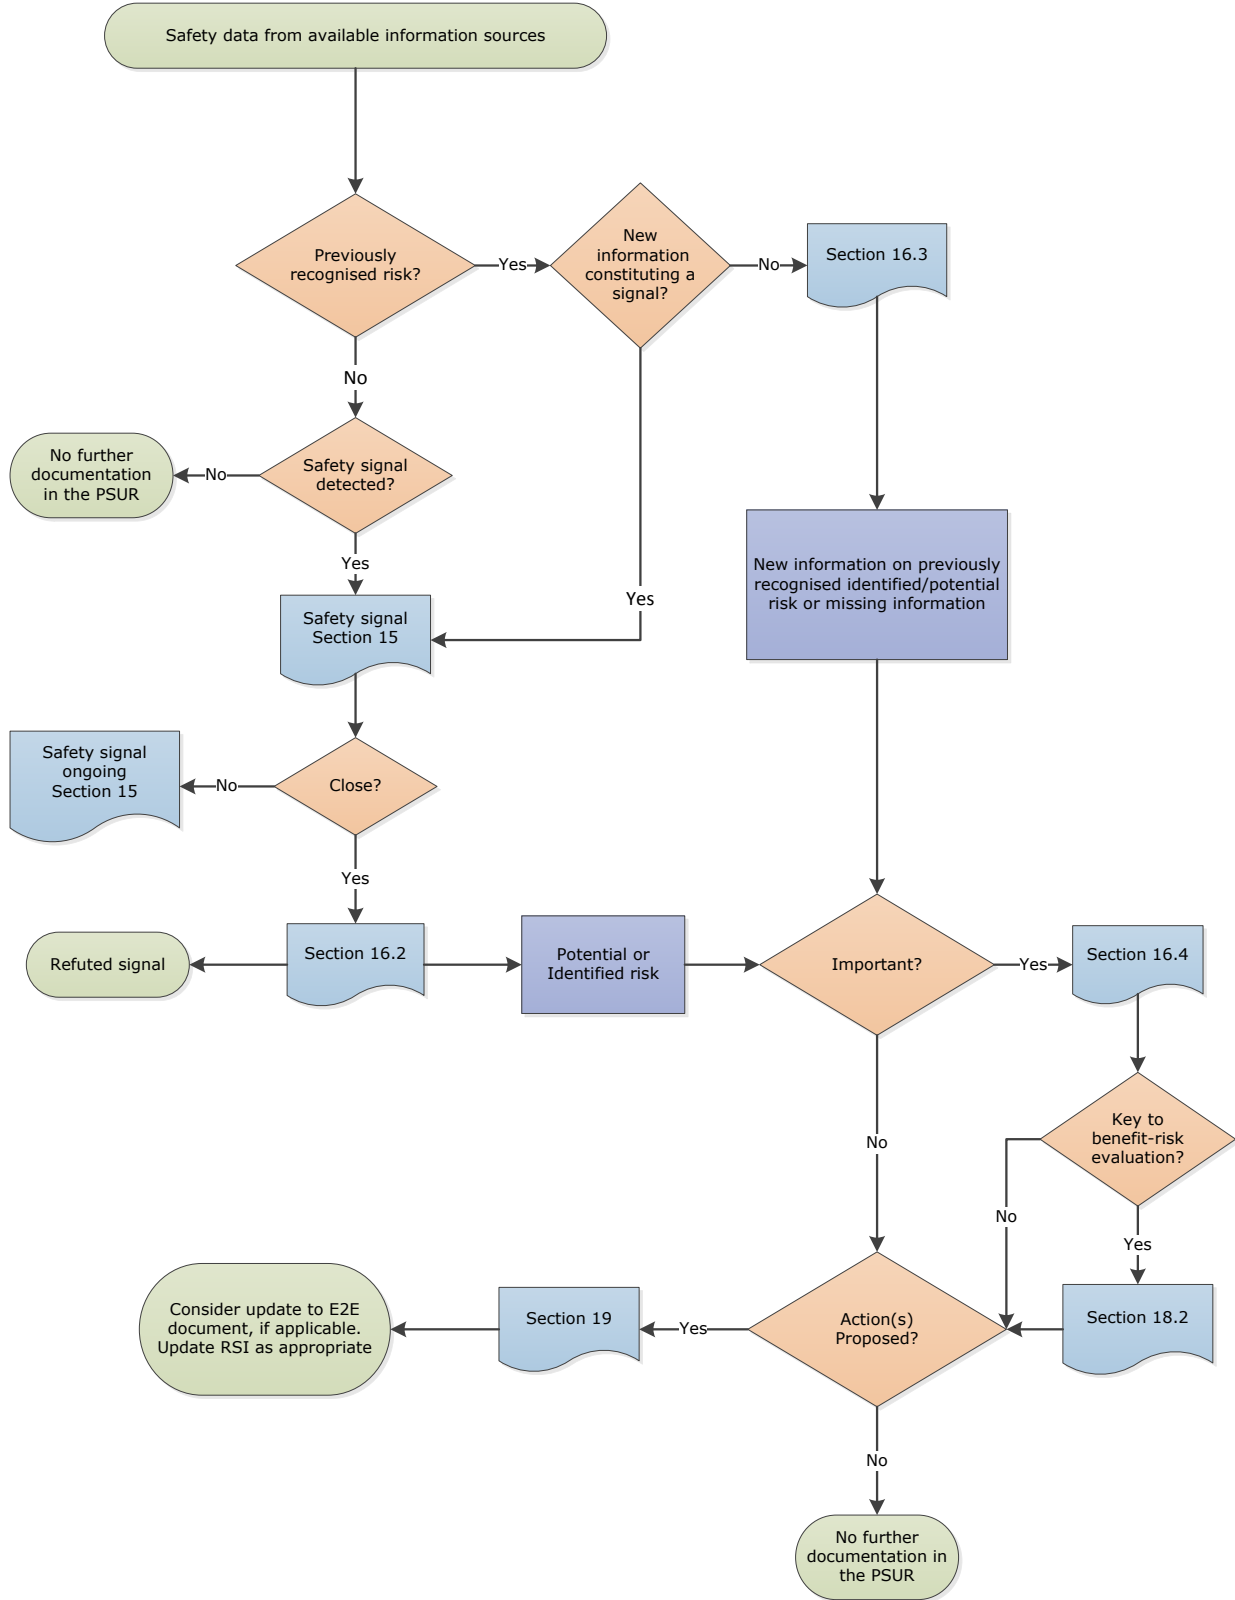 Safety data from available information sources
Previously
recognised risk?
Yes
New
information
constituting a
signal?
No
Section 16.3
No
No further
documentation
in the PSUR
No
Safety signal
detected?
Yes
New information on previously
recognised identified/potential
risk or missing information
Yes
Safety signal
Section 15
Safety signal
ongoing
Section 15
No
Close?
Yes
Refuted signal
Section 16.2
Potential or
Identified risk
Important?
Yes
Section 16.4
No
Key to
benefit-risk
evaluation?
No
Yes
Consider update to E2E
document, if applicable.
Update RSI as appropriate
Section 19
Yes
Action(s)
Proposed?
Section 18.2
No
No further
documentation in
the PSUR